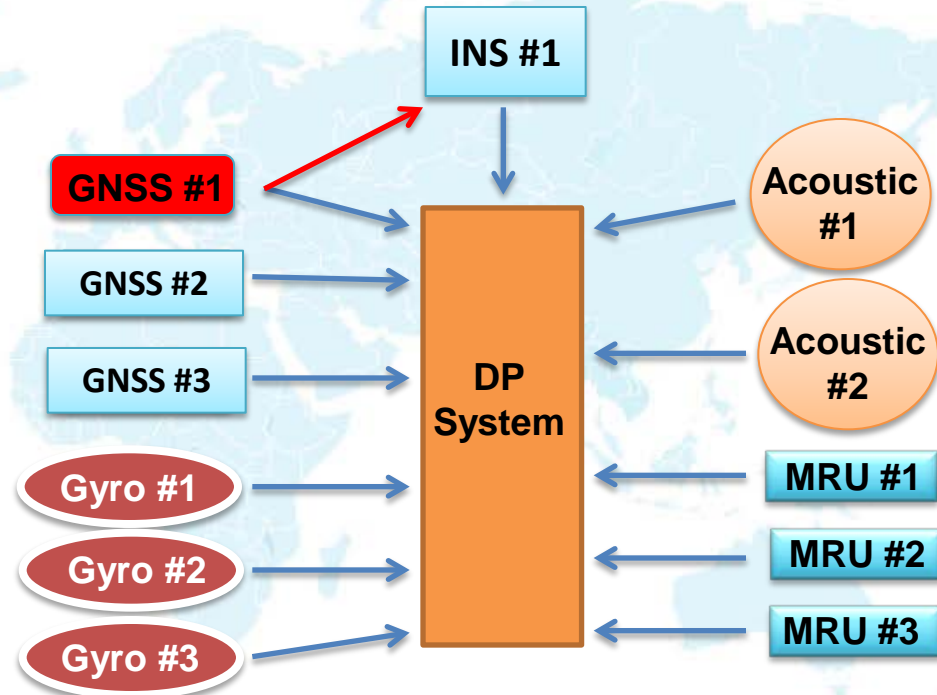 INS #1
GNSS #1
GNSS #2
GNSS #3
Gyro #1
Gyro #2
Gyro #3
DP
System
Acoustic
#1
Acoustic
#2
MRU #1
MRU #2
MRU #3